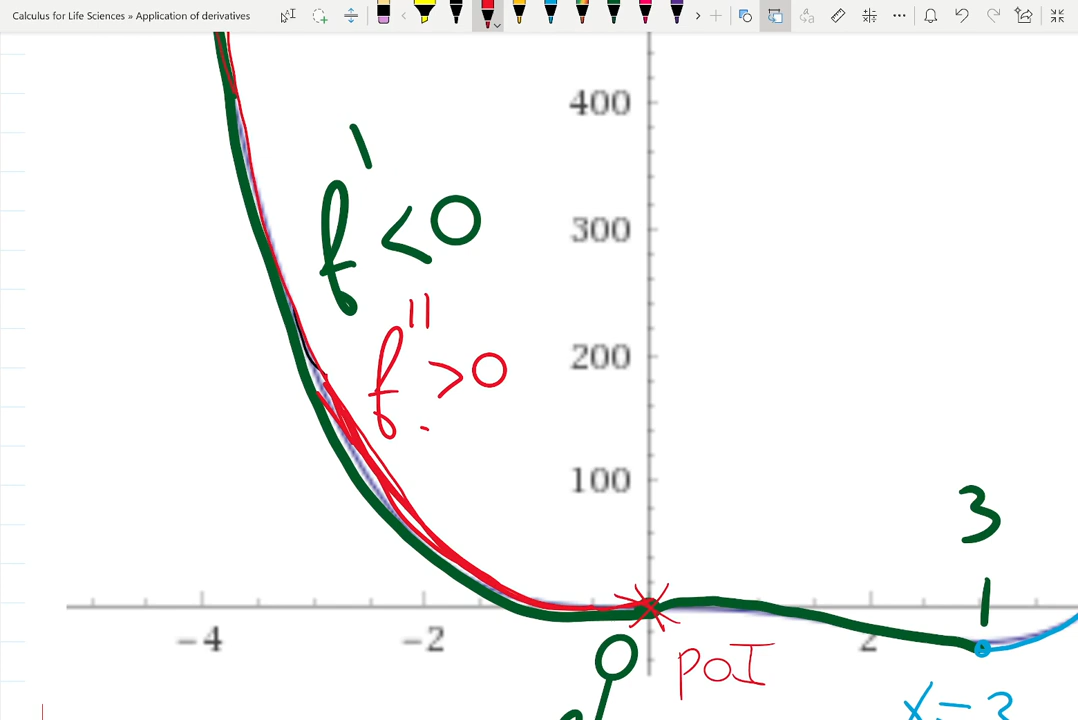 Calculus for Life Sciences » Application of derivatives
400
300
200
100
f' < 0
f'' > 0
3
-4
-2
2
0
POI
x = 3